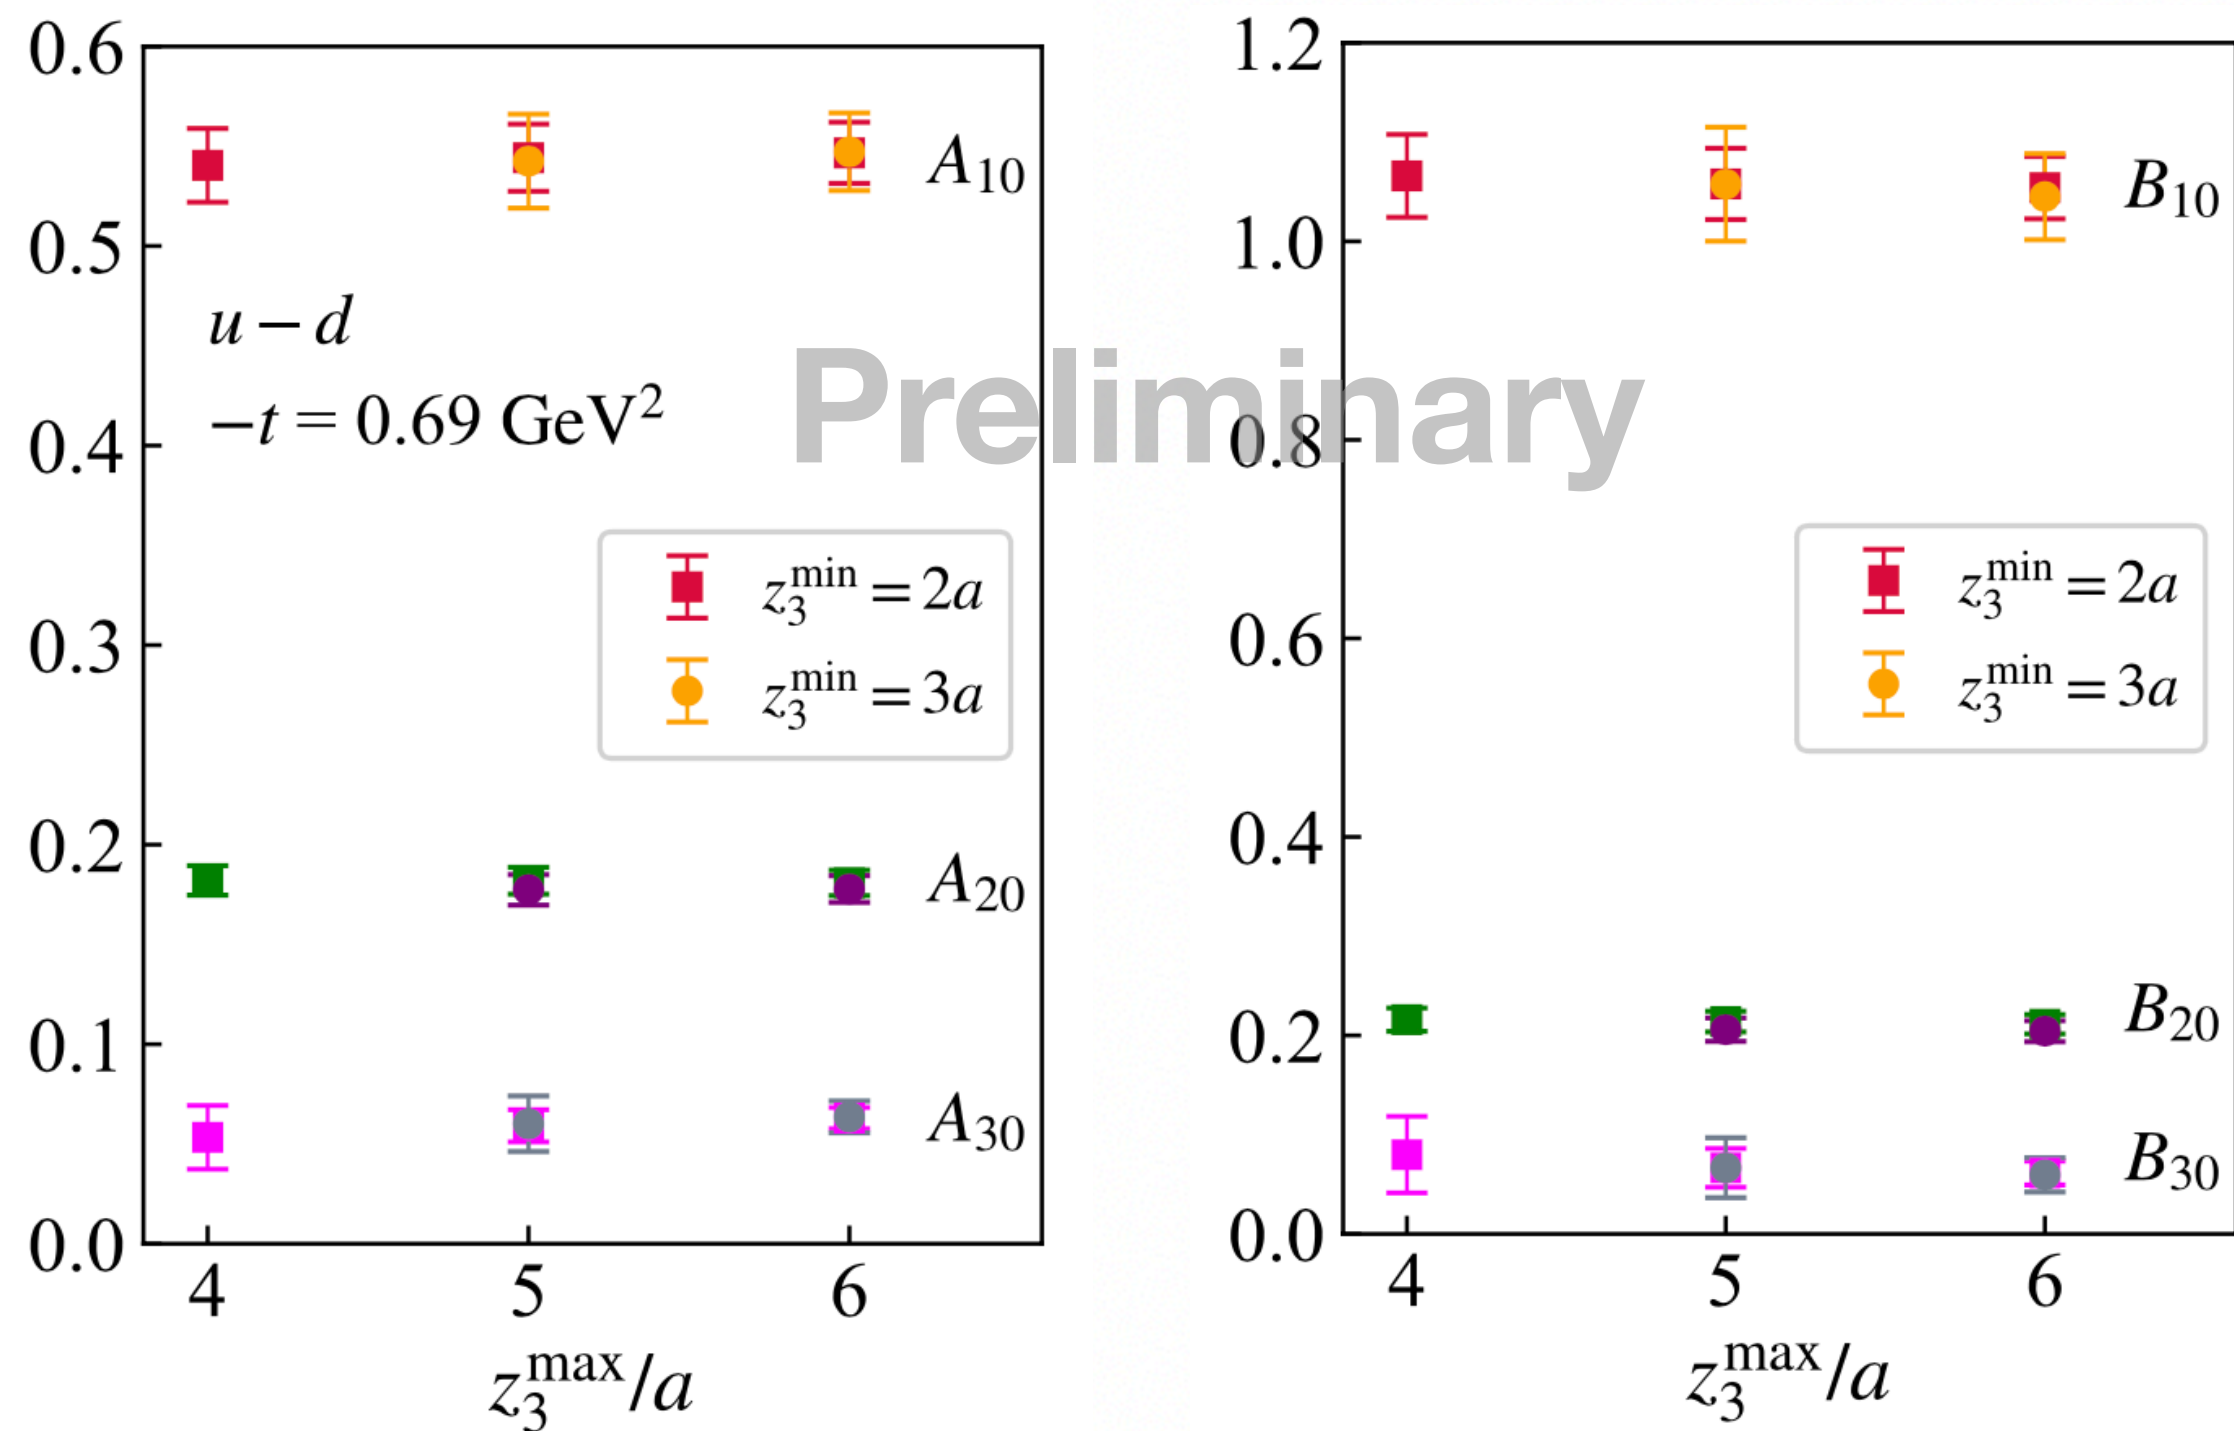 0.6
0.5
0.4
0.3
0.2
0.1
0.0
4 5 6
z₃ᵐᵃˣ/a
A₁₀
u − d
−t = 0.69 GeV²
z₃ᵐⁱⁿ = 2a
z₃ᵐⁱⁿ = 3a
A₂₀
A₃₀
Preliminary
1.2
1.0
0.8
0.6
0.4
0.2
0.0
4 5 6
z₃ᵐᵃˣ/a
B₁₀
z₃ᵐⁱⁿ = 2a
z₃ᵐⁱⁿ = 3a
B₂₀
B₃₀